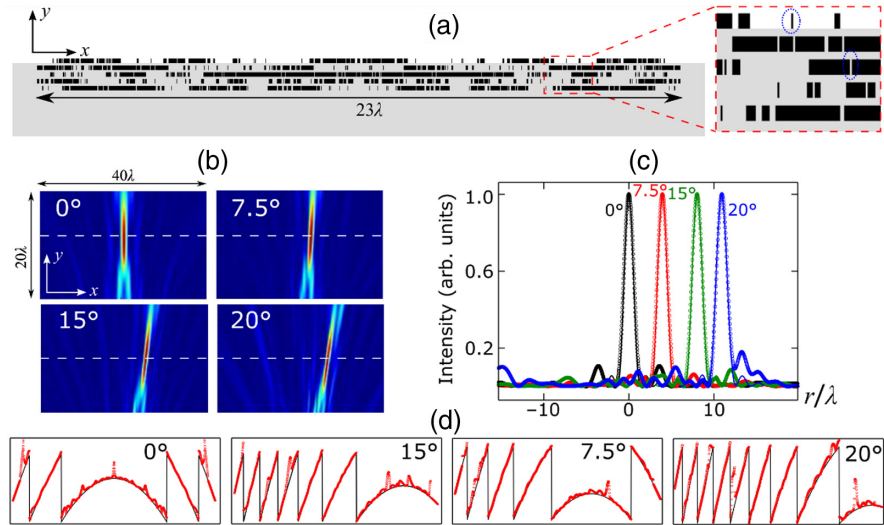 (a)
y
x
23λ
(b)
(c)
40λ
20λ
0°
7.5°
y
x
15°
20°
Intensity (arb. units)
1.0
0.6
0.2
0°
7.5°
15°
20°
−10
0
10
r/λ
(d)
0°
15°
7.5°
20°